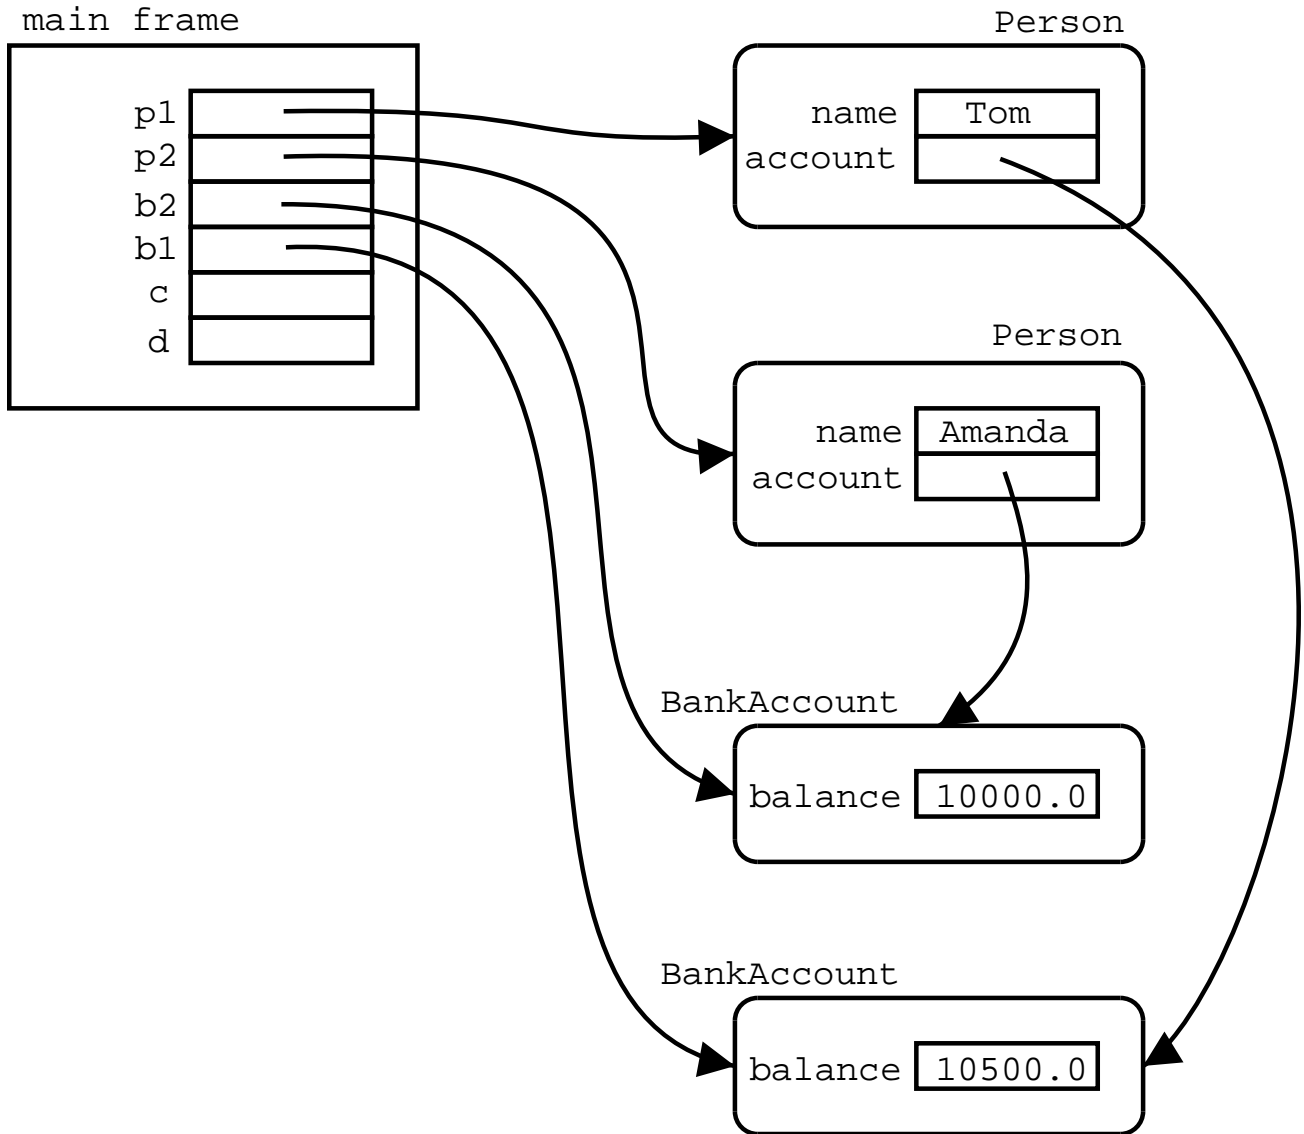 main frame
p1
p2
b2
b1
c
d
Person
name Tom
account
Person
name Amanda
account
BankAccount
balance 10000.0
BankAccount
balance 10500.0